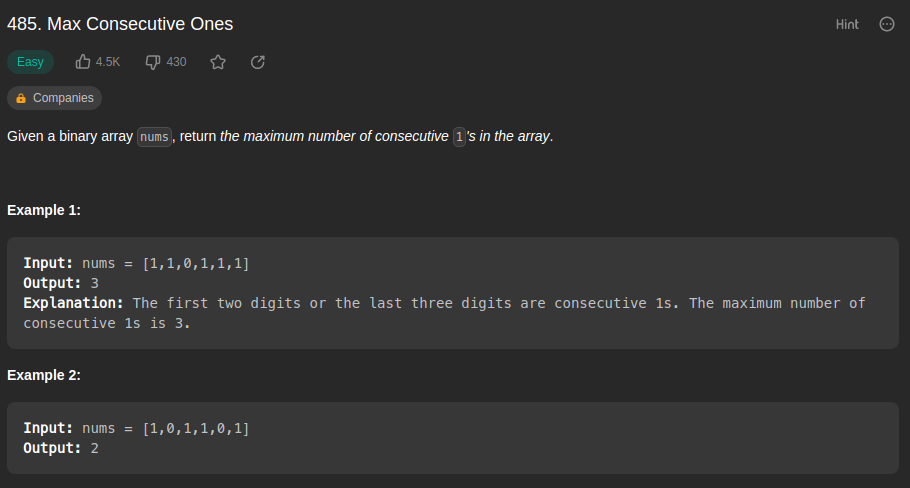 485. Max Consecutive Ones
Hint
Easy 4.5K 430
Companies
Given a binary array nums, return the maximum number of consecutive 1's in the array.
Example 1:
Input: nums = [1,1,0,1,1,1]
Output: 3
Explanation: The first two digits or the last three digits are consecutive 1s. The maximum number of
consecutive 1s is 3.
Example 2:
Input: nums = [1,0,1,1,0,1]
Output: 2